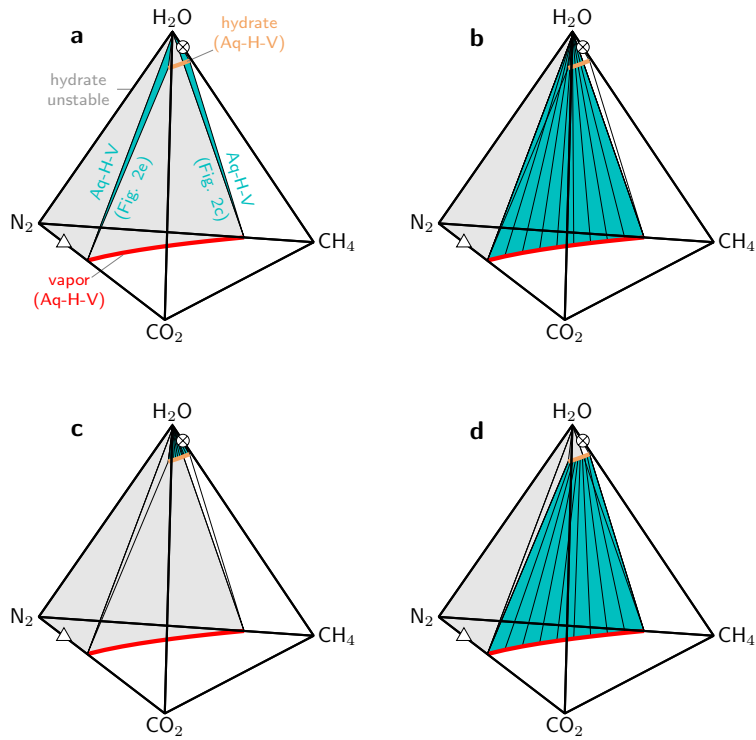 a
H₂O
hydrate
(Aq-H-V)
hydrate
unstable
Aq-H-V
(Fig. 2e)
Aq-H-V
(Fig. 2c)
N₂
CH₄
vapor
(Aq-H-V)
CO₂
b
H₂O
N₂
CH₄
CO₂
c
H₂O
N₂
CH₄
CO₂
d
H₂O
N₂
CH₄
CO₂